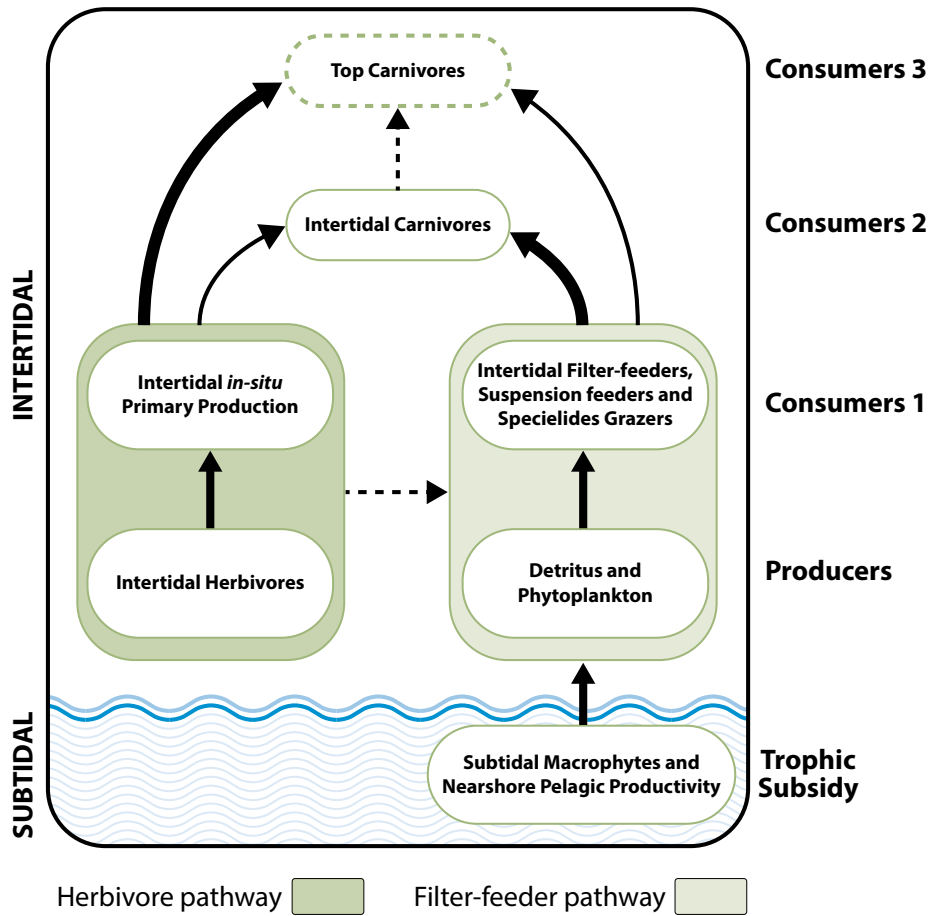 Top Carnivores
Consumers 3
Intertidal Carnivores
Consumers 2
INTERTIDAL
Intertidal in-situ
Primary Production
Intertidal Filter-feeders,
Suspension feeders and
Specielides Grazers
Consumers 1
Intertidal Herbivores
Detritus and
Phytoplankton
Producers
SUBTIDAL
Subtidal Macrophytes and
Nearshore Pelagic Productivity
Trophic
Subsidy
Herbivore pathway
Filter-feeder pathway